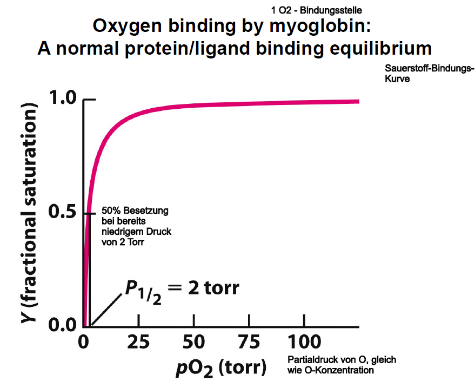 1 O2 - Bindungsstelle
Oxygen binding by myoglobin:
A normal protein/ligand binding equilibrium
Sauerstoff-Bindungs-
Kurve
Y (fractional saturation)
1.0
0.5
0.0
50% Besetzung
bei bereits
niedrigem Druck
von 2 Torr
P1/2 = 2 torr
0 25 50 75 100
pO2 (torr)
Partialdruck von O, gleich
wie O-Konzentration